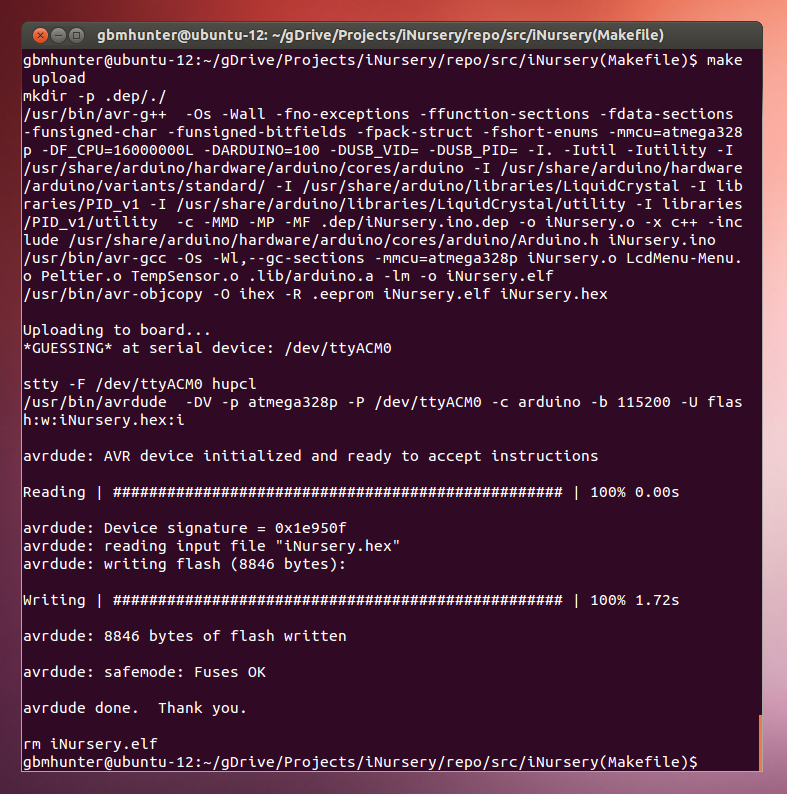 gbmhunter@ubuntu-12: ~/gDrive/Projects/iNursery/repo/src/iNursery(Makefile)
gbmhunter@ubuntu-12:~/gDrive/Projects/iNursery/repo/src/iNursery(Makefile)$ make
 upload
mkdir -p .dep/./
/usr/bin/avr-g++  -Os -Wall -fno-exceptions -ffunction-sections -fdata-sections
-funsigned-char -funsigned-bitfields -fpack-struct -fshort-enums -mmcu=atmega328
p -DF_CPU=16000000L -DARDUINO=100 -DUSB_VID= -DUSB_PID= -I. -Iutil -Iutility -I
/usr/share/arduino/hardware/arduino/cores/arduino -I /usr/share/arduino/hardware
/arduino/variants/standard/ -I /usr/share/arduino/libraries/LiquidCrystal -I lib
raries/PID_v1 -I /usr/share/arduino/libraries/LiquidCrystal/utility -I libraries
/PID_v1/utility  -c -MMD -MP -MF .dep/iNursery.ino.dep -o iNursery.o -x c++ -inc
lude /usr/share/arduino/hardware/arduino/cores/arduino/Arduino.h iNursery.ino
/usr/bin/avr-gcc -Os -Wl,--gc-sections -mmcu=atmega328p iNursery.o LcdMenu-Menu.
o Peltier.o TempSensor.o .lib/arduino.a -lm -o iNursery.elf
/usr/bin/avr-objcopy -O ihex -R .eeprom iNursery.elf iNursery.hex
Uploading to board...
*GUESSING* at serial device: /dev/ttyACM0
stty -F /dev/ttyACM0 hupcl
/usr/bin/avrdude  -DV -p atmega328p -P /dev/ttyACM0 -c arduino -b 115200 -U flas
h:w:iNursery.hex:i
avrdude: AVR device initialized and ready to accept instructions
Reading | ################################################## | 100% 0.00s
avrdude: Device signature = 0x1e950f
avrdude: reading input file "iNursery.hex"
avrdude: writing flash (8846 bytes):
Writing | ################################################## | 100% 1.72s
avrdude: 8846 bytes of flash written
avrdude: safemode: Fuses OK
avrdude done.  Thank you.
rm iNursery.elf
gbmhunter@ubuntu-12:~/gDrive/Projects/iNursery/repo/src/iNursery(Makefile)$